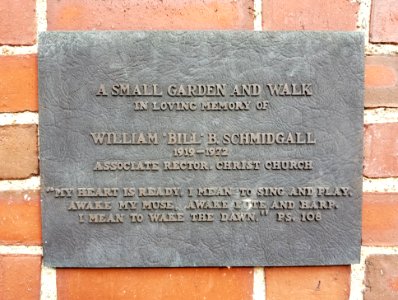 A SMALL GARDEN AND WALK
IN LOVING MEMORY OF
WILLIAM "BILL" B. SCHMIDGALL
1919-1972
ASSOCIATE RECTOR, CHRIST CHURCH
"MY HEART IS READY, I MEAN TO SING AND PLAY,
AWAKE MY MUSE, AWAKE LUTE AND HARP,
I MEAN TO WAKE THE DAWN." PS. 108